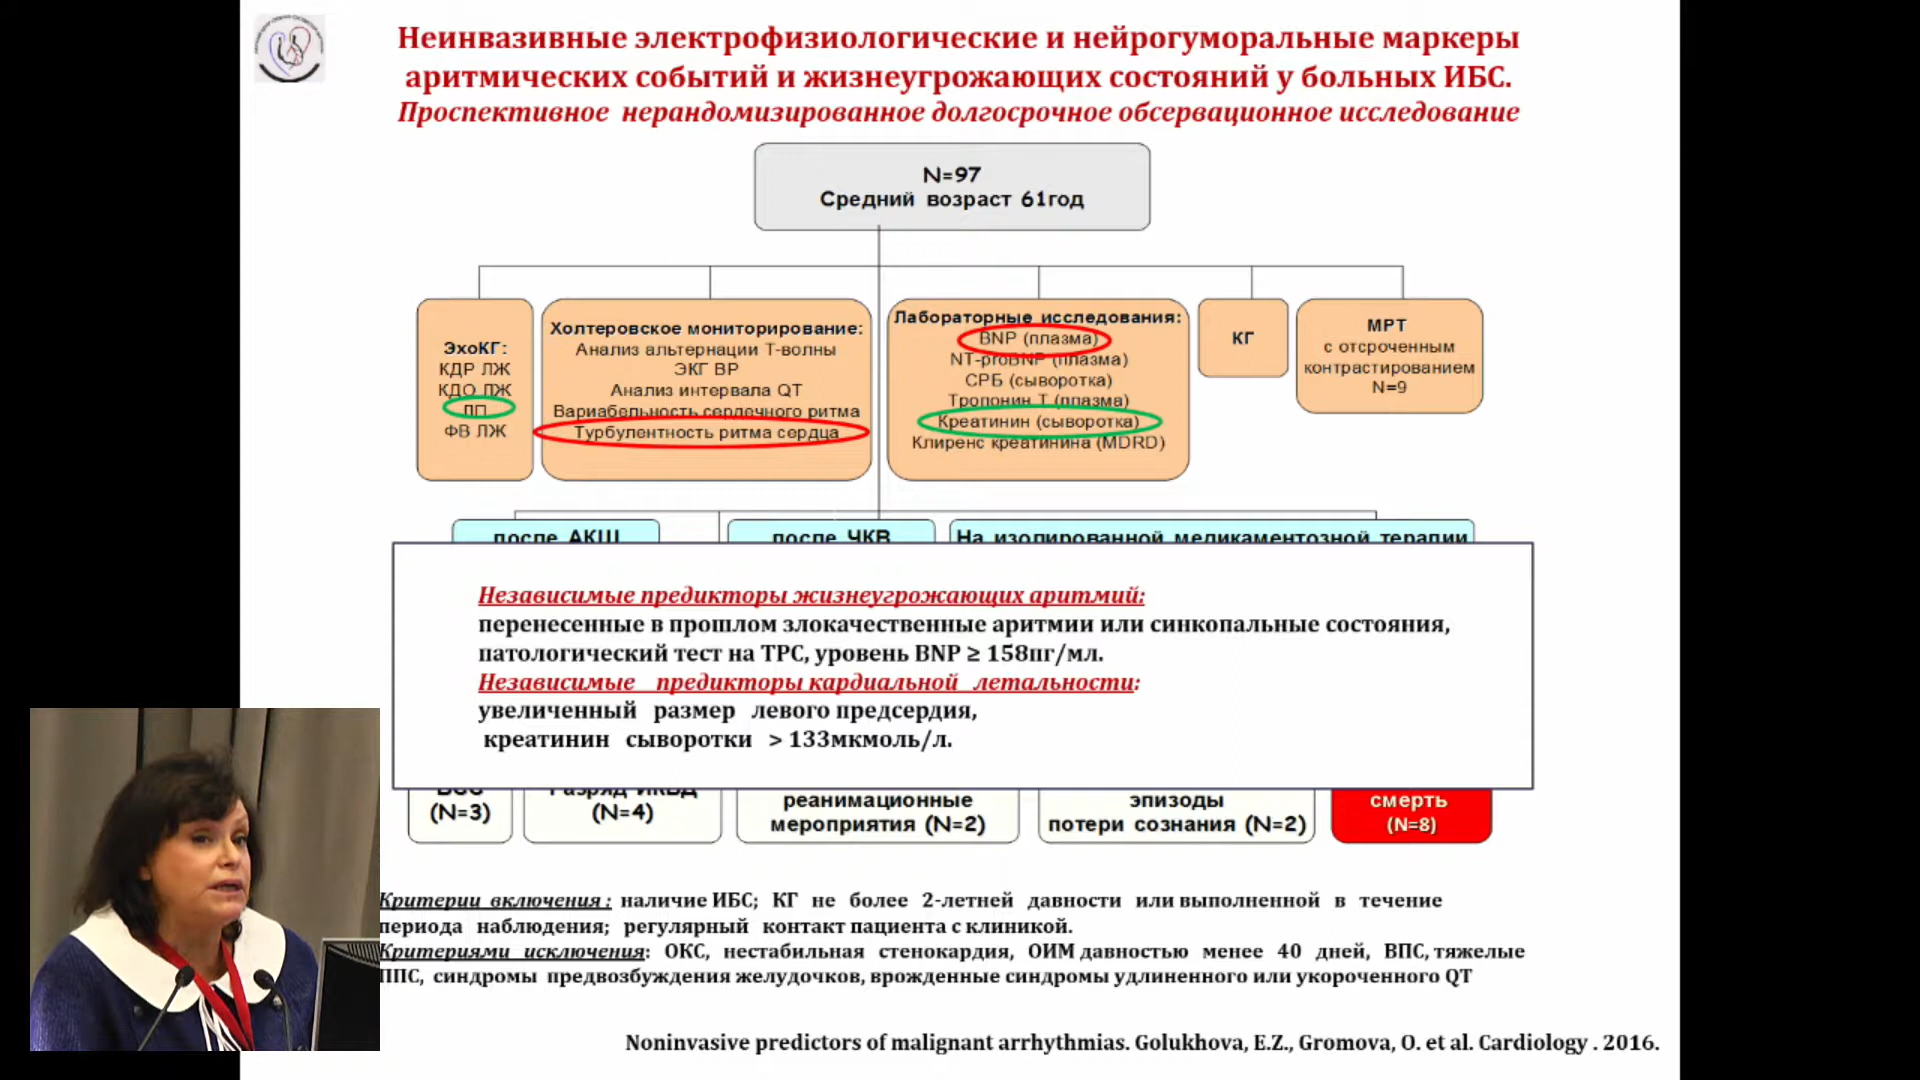 Неинвазивные электрофизиологические и нейрогуморальные маркеры
аритмических событий и жизнеугрожающих состояний у больных ИБС.
Проспективное нерандомизированное долгосрочное обсервационное исследование
N=97
Средний возраст 61год
ЭхоКГ:
КДР ЛЖ
КДО ЛЖ
ЛП
ФВ ЛЖ
Холтеровское мониторирование:
Анализ альтернации Т-волны
ЭКГ ВР
Анализ интервала QT
Вариабельность сердечного ритма
Турбулентность ритма сердца
Лабораторные исследования:
BNP (плазма)
NT-proBNP (плазма)
СРБ (сыворотка)
Тропонин Т (плазма)
Креатинин (сыворотка)
Клиренс креатинина (MDRD)
КГ
МРТ
с отсроченным
контрастированием
N=9
после АКШ
после ЧКВ
На изолированной медикаментозной терапии
Независимые предикторы жизнеугрожающих аритмий:
перенесенные в прошлом злокачественные аритмии или синкопальные состояния,
патологический тест на ТРС, уровень BNP ≥ 158пг/мл.
Независимые предикторы кардиальной летальности:
увеличенный размер левого предсердия,
креатинин сыворотки > 133мкмоль/л.
(N=3)
Разряд ИКВД
(N=4)
реанимационные
мероприятия (N=2)
эпизоды
потери сознания (N=2)
смерть
(N=8)
Критерии включения : наличие ИБС; КГ не более 2-летней давности или выполненной в течение
периода наблюдения; регулярный контакт пациента с клиникой.
Критериями исключения: ОКС, нестабильная стенокардия, ОИМ давностью менее 40 дней, ВПС, тяжелые
ППС, синдромы предвозбуждения желудочков, врожденные синдромы удлиненного или укороченного QT
Noninvasive predictors of malignant arrhythmias. Golukhova, E.Z., Gromova, O. et al. Cardiology . 2016.